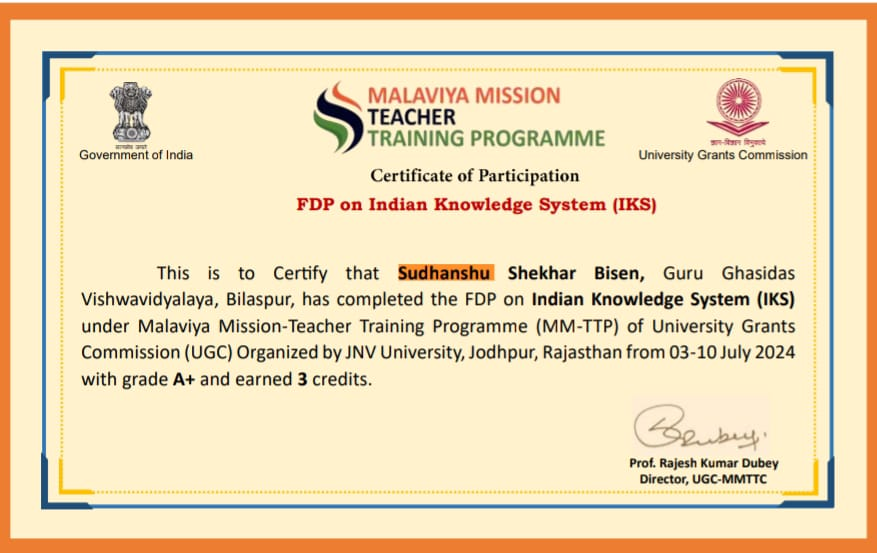 MALAVIYA MISSION
TEACHER
TRAINING PROGRAMME
सत्यमेव जयते
Government of India
ज्ञान-विज्ञान विमुक्तये
University Grants Commission
Certificate of Participation
FDP on Indian Knowledge System (IKS)
This is to Certify that Sudhanshu Shekhar Bisen, Guru Ghasidas
Vishwavidyalaya, Bilaspur, has completed the FDP on Indian Knowledge System (IKS)
under Malaviya Mission-Teacher Training Programme (MM-TTP) of University Grants
Commission (UGC) Organized by JNV University, Jodhpur, Rajasthan from 03-10 July 2024
with grade A+ and earned 3 credits.
Prof. Rajesh Kumar Dubey
Director, UGC-MMTTC